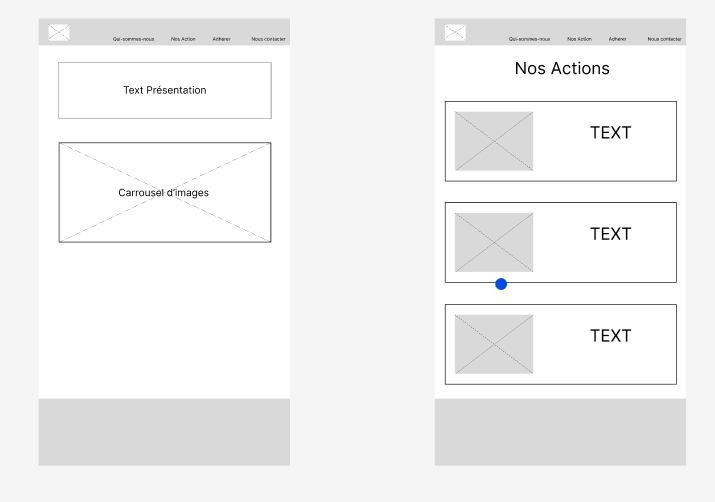 Qui-sommes-nous Nos Action Adherer Nous contacter
Text Présentation
Carrousel d'images
Qui-sommes-nous Nos Action Adherer Nous contacter
Nos Actions
TEXT
TEXT
TEXT